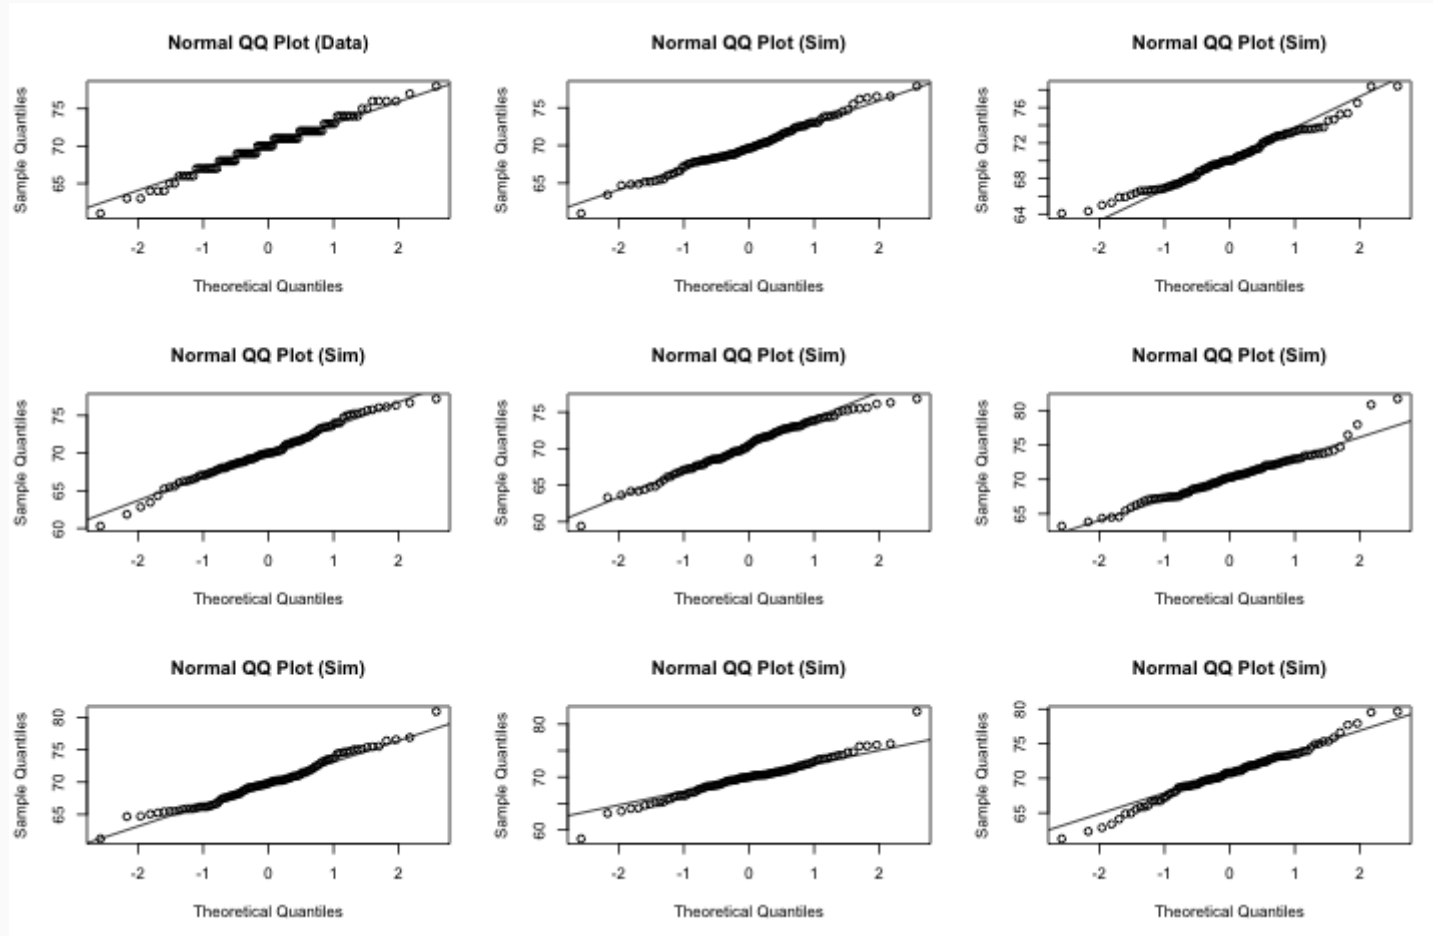 Normal QQ Plot (Data)
Sample Quantiles
75
70
65
-2 -1 0 1 2
Theoretical Quantiles
Normal QQ Plot (Sim)
Sample Quantiles
75
70
65
-2 -1 0 1 2
Theoretical Quantiles
Normal QQ Plot (Sim)
Sample Quantiles
76
72
68
64
-2 -1 0 1 2
Theoretical Quantiles
Normal QQ Plot (Sim)
Sample Quantiles
75
70
65
60
-2 -1 0 1 2
Theoretical Quantiles
Normal QQ Plot (Sim)
Sample Quantiles
75
70
65
60
-2 -1 0 1 2
Theoretical Quantiles
Normal QQ Plot (Sim)
Sample Quantiles
80
75
70
65
-2 -1 0 1 2
Theoretical Quantiles
Normal QQ Plot (Sim)
Sample Quantiles
80
75
70
65
-2 -1 0 1 2
Theoretical Quantiles
Normal QQ Plot (Sim)
Sample Quantiles
80
70
60
-2 -1 0 1 2
Theoretical Quantiles
Normal QQ Plot (Sim)
Sample Quantiles
80
75
70
65
-2 -1 0 1 2
Theoretical Quantiles